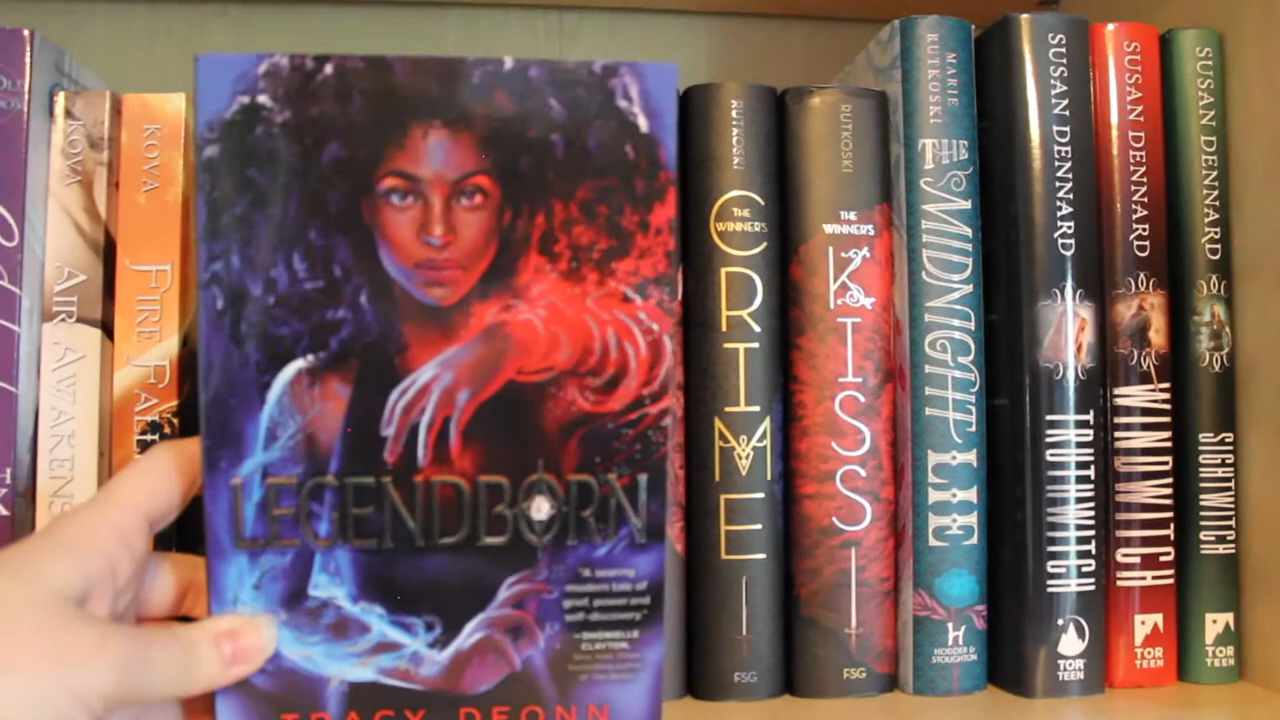 KOVA
AIR AWAKENS
KOVA
FIRE FALL
LEGENDBORN
"A searing
modern tale of
grief, power and
self-discovery."
—DHONIELLE
CLAYTON,
TRACY DEONN
RUTKOSKI
THE
WINNER'S
CRIME
FSG
RUTKOSKI
THE
WINNER'S
KISS
FSG
MARIE
RUTKOSKI
THE MIDNIGHT LIE
H
HODDER &
STOUGHTON
SUSAN DENNARD
TRUTHWITCH
TOR
TEEN
SUSAN DENNARD
WINDWITCH
TOR
TEEN
SUSAN DENNARD
SIGHTWITCH
TOR
TEEN